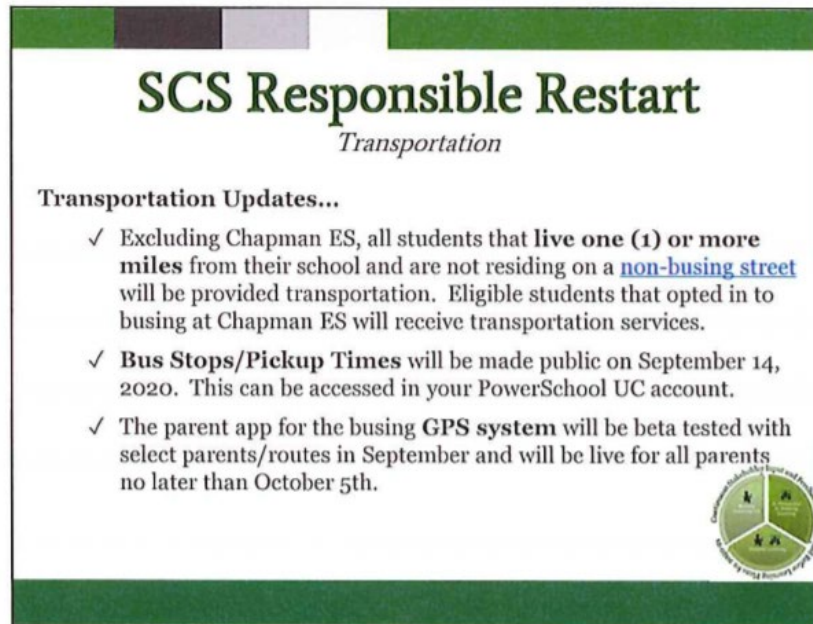 SCS Responsible Restart
Transportation
Transportation Updates...
✓ Excluding Chapman ES, all students that live one (1) or more
miles from their school and are not residing on a non-busing street
will be provided transportation. Eligible students that opted in to
busing at Chapman ES will receive transportation services.
✓ Bus Stops/Pickup Times will be made public on September 14,
2020. This can be accessed in your PowerSchool UC account.
✓ The parent app for the busing GPS system will be beta tested with
select parents/routes in September and will be live for all parents
no later than October 5th.